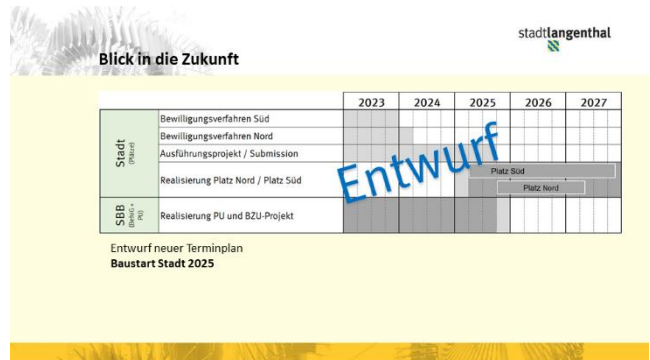 stadtlangenthal
Blick in die Zukunft
2023 2024 2025 2026 2027
Stadt
(Plätze)
Bewilligungsverfahren Süd
Bewilligungsverfahren Nord
Ausführungsprojekt / Submission
Realisierung Platz Nord / Platz Süd
Platz Süd
Platz Nord
Entwurf
SBB
(BehiG +
PU)
Realisierung PU und BZU-Projekt
Entwurf neuer Terminplan
Baustart Stadt 2025